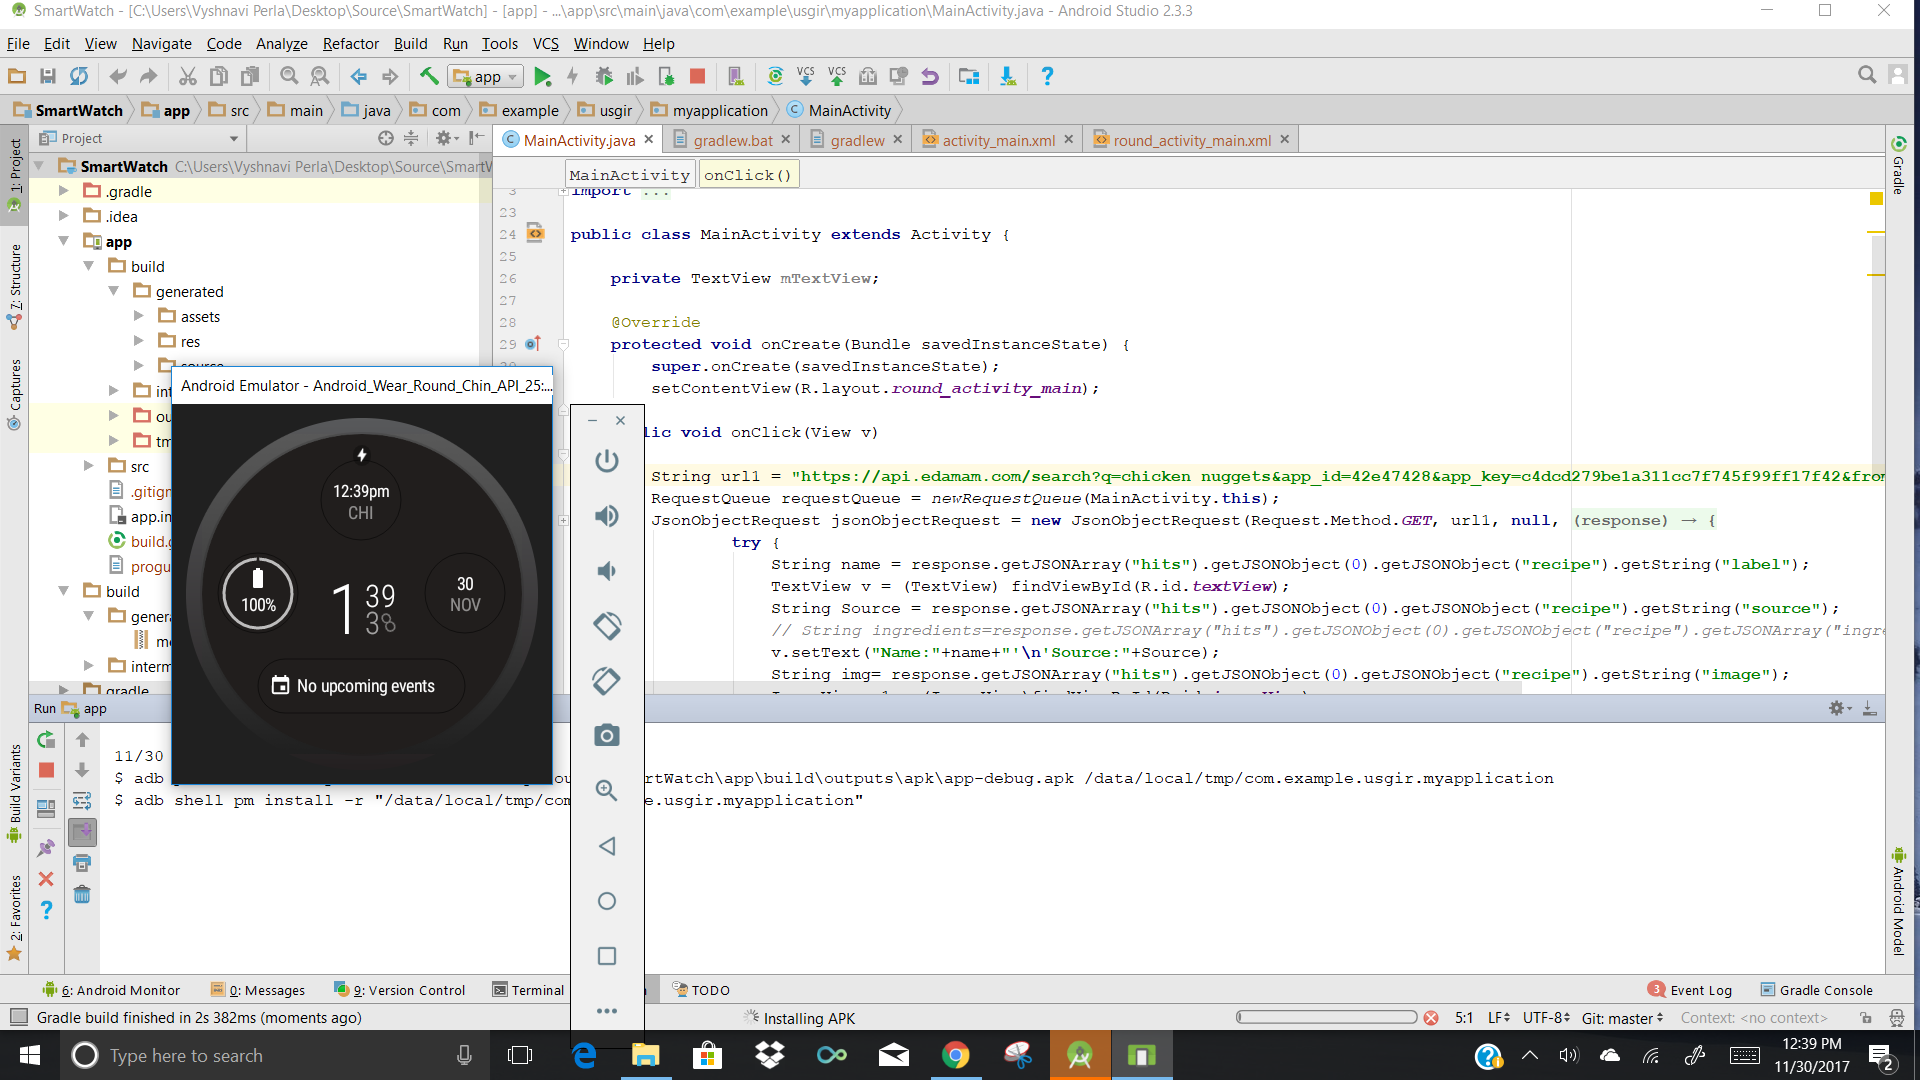 SmartWatch - [C:\Users\Vyshnavi Perla\Desktop\Source\SmartWatch] - [app] - ...\app\src\main\java\com\example\usgir\myapplication\MainActivity.java - Android Studio 2.3.3
File Edit View Navigate Code Analyze Refactor Build Run Tools VCS Window Help
app VCS VCS
SmartWatch app src main java com example usgir myapplication MainActivity
Project MainActivity.java gradlew.bat gradlew activity_main.xml round_activity_main.xml
SmartWatch C:\Users\Vyshnavi Perla\Desktop\Source\SmartW
.gradle
.idea
app
build
generated
assets
res
.gitign
src
app.in
build.g
progu
build
gener
interm
gradle
1: Project
7: Structure
Captures
Build Variants
2: Favorites
Gradle
Android Model
MainActivity onClick()
import ...
23
24 public class MainActivity extends Activity {
25
26 private TextView mTextView;
27
28 @Override
29 protected void onCreate(Bundle savedInstanceState) {
super.onCreate(savedInstanceState);
setContentView(R.layout.round_activity_main);
lic void onClick(View v)
String url1 = "https://api.edamam.com/search?q=chicken nuggets&app_id=42e47428&app_key=c4dcd279be1a311cc7f745f99ff17f42&fro
RequestQueue requestQueue = newRequestQueue(MainActivity.this);
JsonObjectRequest jsonObjectRequest = new JsonObjectRequest(Request.Method.GET, url1, null, (response) → {
try {
String name = response.getJSONArray("hits").getJSONObject(0).getJSONObject("recipe").getString("label");
TextView v = (TextView) findViewById(R.id.textView);
String Source = response.getJSONArray("hits").getJSONObject(0).getJSONObject("recipe").getString("source");
// String ingredients=response.getJSONArray("hits").getJSONObject(0).getJSONObject("recipe").getJSONArray("ingre
v.setText("Name:"+name+"'\n'Source:"+Source);
String img= response.getJSONArray("hits").getJSONObject(0).getJSONObject("recipe").getString("image");
Android Emulator - Android_Wear_Round_Chin_API_25:...
12:39pm
CHI
100%
1 39
38
30
NOV
No upcoming events
Run app
11/30
$ adb
rtWatch\app\build\outputs\apk\app-debug.apk /data/local/tmp/com.example.usgir.myapplication
$ adb shell pm install -r "/data/local/tmp/com e.usgir.myapplication"
6: Android Monitor 0: Messages 9: Version Control Terminal TODO 3 Event Log Gradle Console
Gradle build finished in 2s 382ms (moments ago) Installing APK 5:1 LF UTF-8 Git: master Context: <no context>
Type here to search
12:39 PM
11/30/2017
2